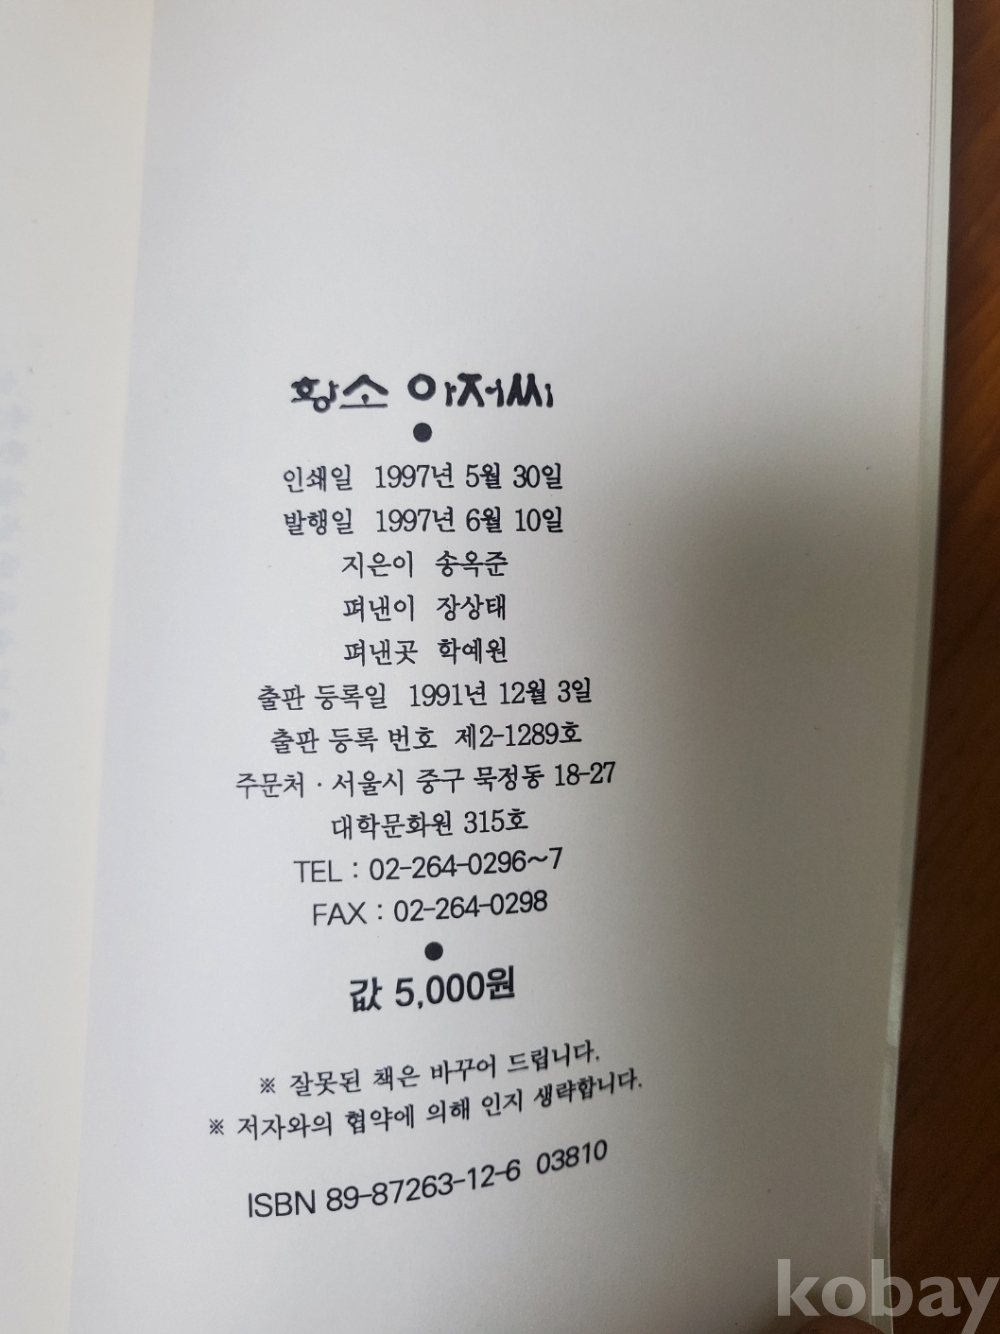 황소 아저씨
●
인쇄일 1997년 5월 30일
발행일 1997년 6월 10일
지은이 송옥준
펴낸이 장상태
펴낸곳 학예원
출판 등록일 1991년 12월 3일
출판 등록 번호 제2-1289호
주문처 · 서울시 중구 묵정동 18-27
대학문화원 315호
TEL : 02-264-0296~7
FAX : 02-264-0298
●
값 5,000원
※ 잘못된 책은 바꾸어 드립니다.
※ 저자와의 협약에 의해 인지 생략합니다.
ISBN 89-87263-12-6 03810
kobay